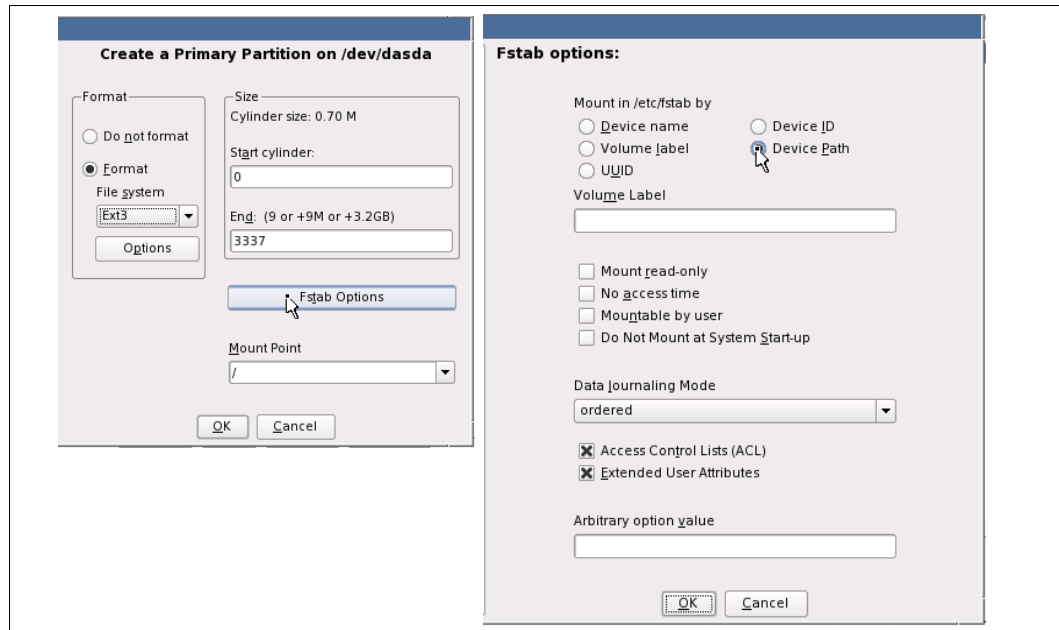 Create a Primary Partition on /dev/dasda
Format
Do not format
Format
File system
Ext3
Options
Size
Cylinder size: 0.70 M
Start cylinder:
0
End: (9 or +9M or +3.2GB)
3337
Fstab Options
Mount Point
/
OK
Cancel
Fstab options:
Mount in /etc/fstab by
Device name
Device ID
Volume label
Device Path
UUID
Volume Label
Mount read-only
No access time
Mountable by user
Do Not Mount at System Start-up
Data Journaling Mode
ordered
Access Control Lists (ACL)
Extended User Attributes
Arbitrary option value
OK
Cancel